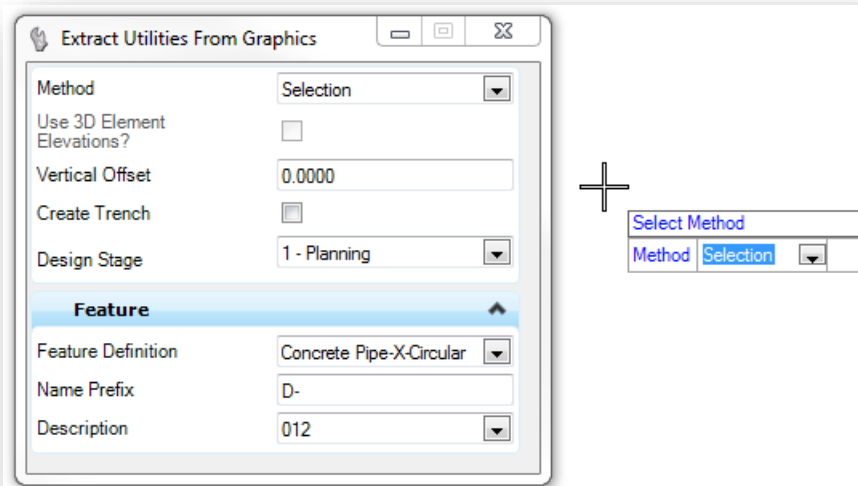 Extract Utilities From Graphics
Method Selection
Use 3D Element
Elevations?
Vertical Offset 0.0000
Create Trench
Design Stage 1 - Planning
Feature
Feature Definition Concrete Pipe-X-Circular
Name Prefix D-
Description 012
Select Method
Method Selection